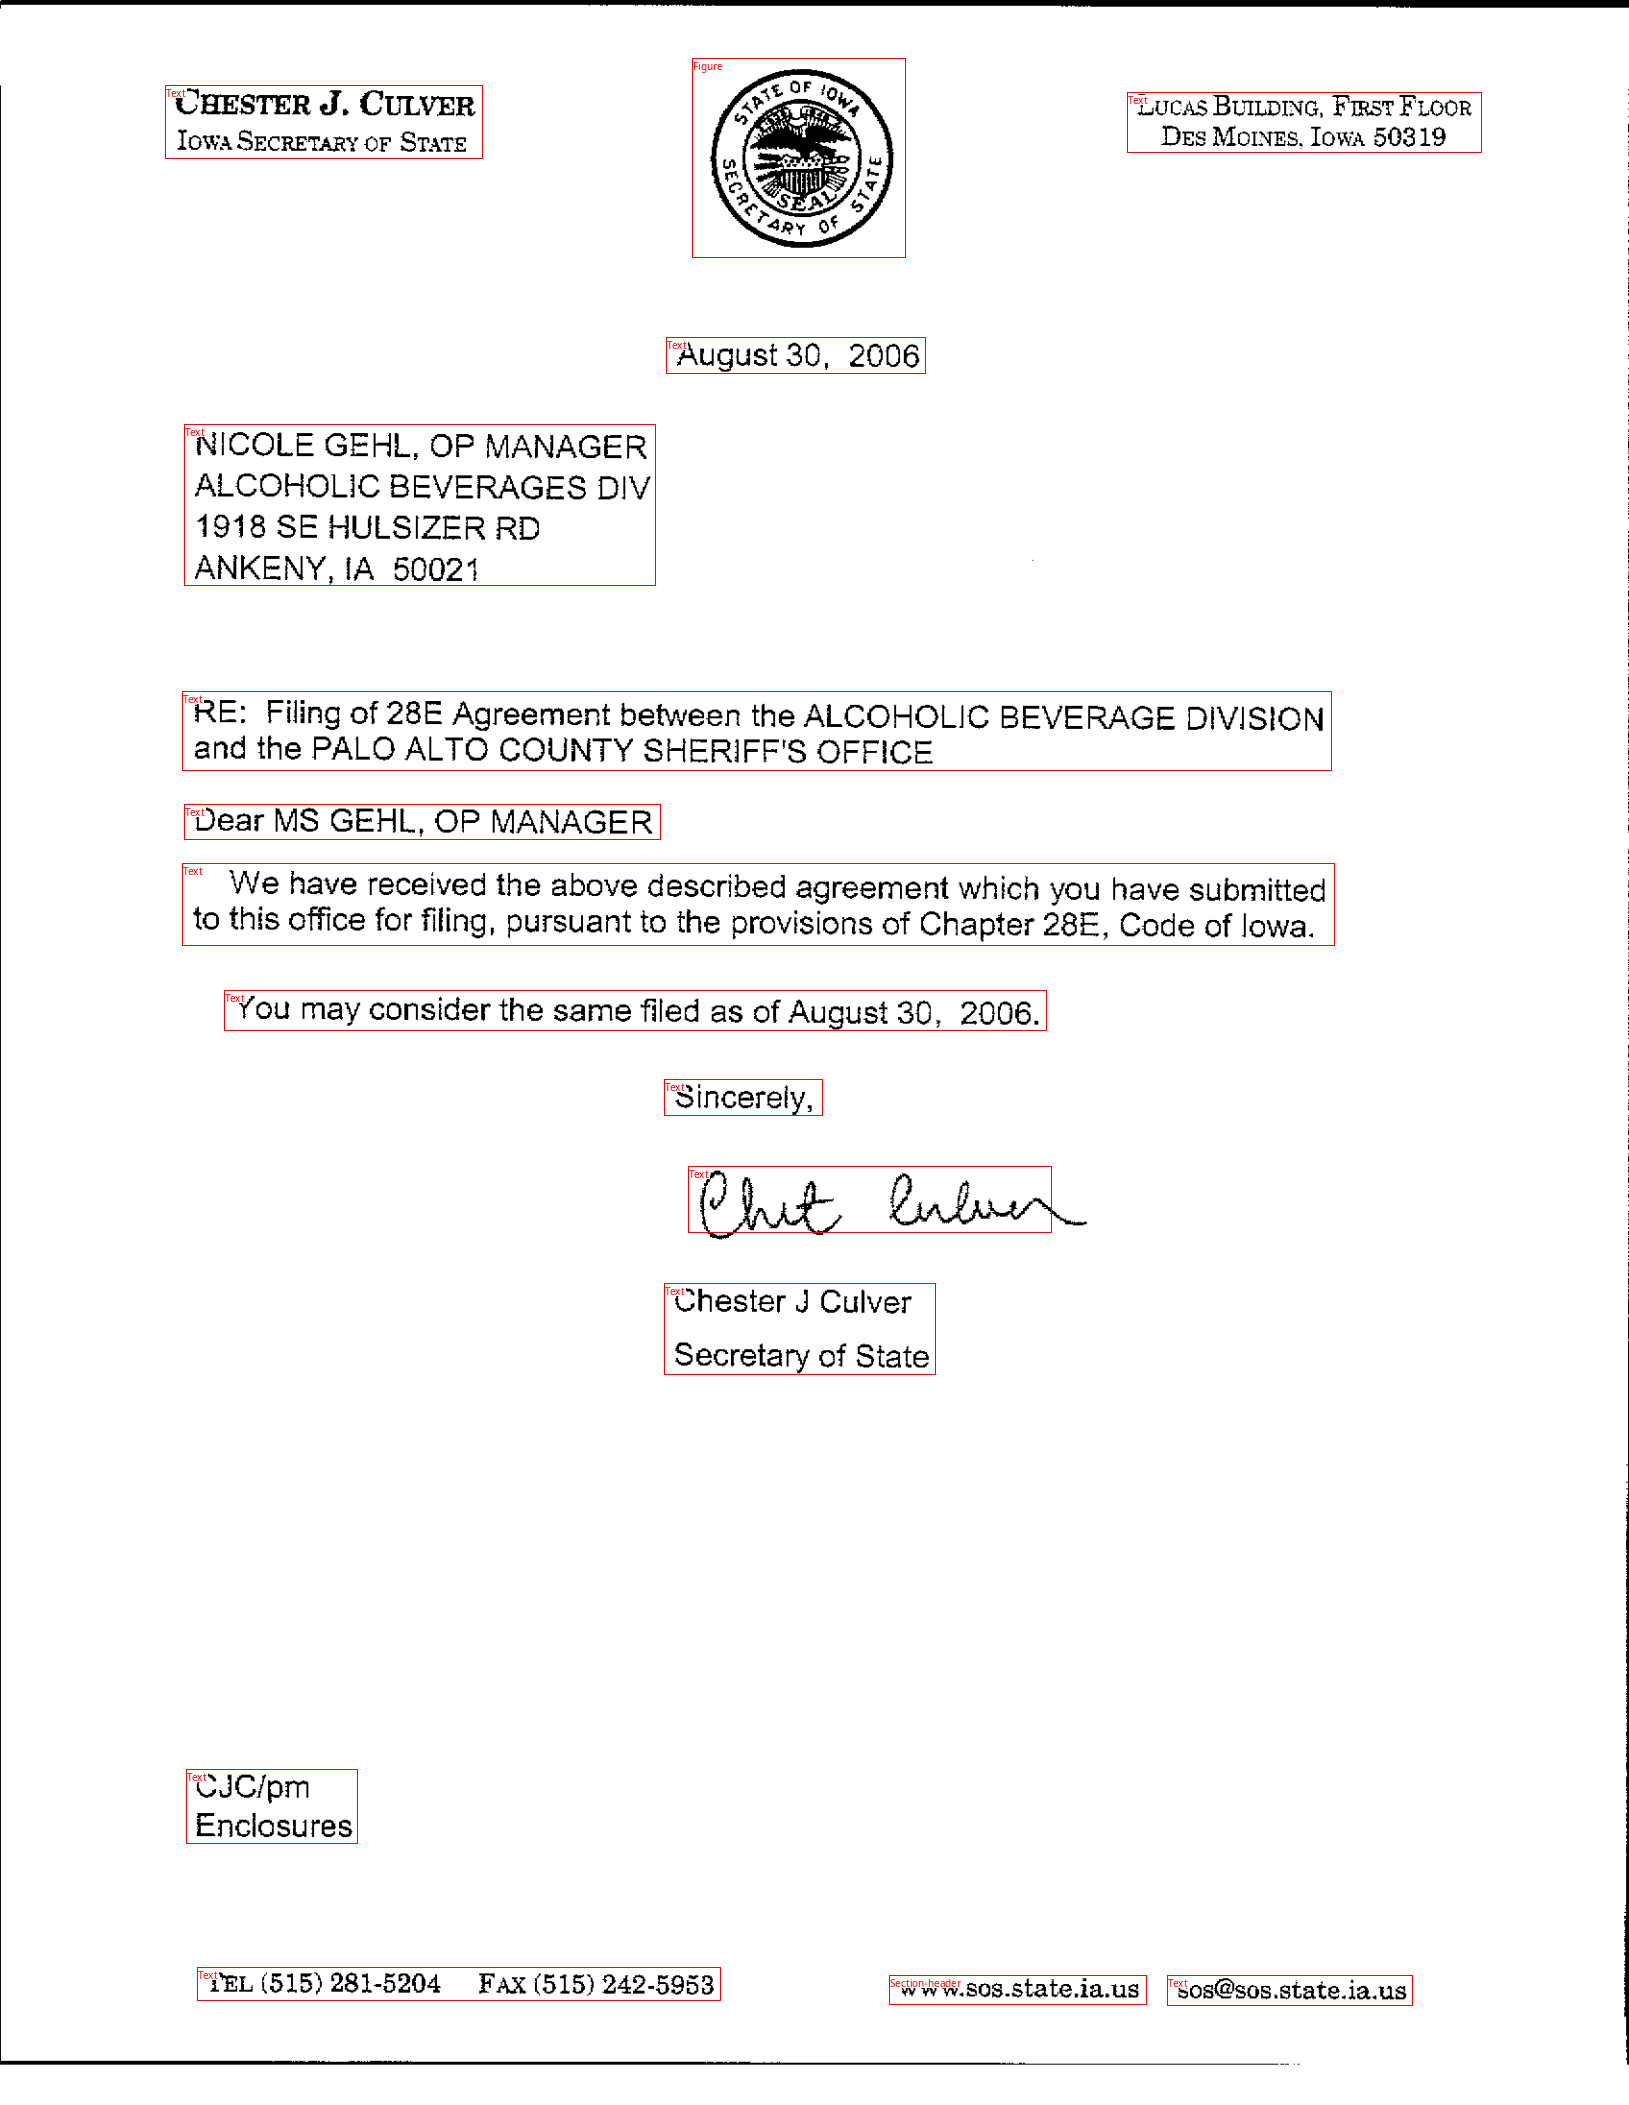 CHESTER J. CULVER
IOWA SECRETARY OF STATE
STATE OF IOWA
SECRETARY OF STATE
SEAL
LUCAS BUILDING, FIRST FLOOR
DES MOINES, IOWA 50319
August 30, 2006
NICOLE GEHL, OP MANAGER
ALCOHOLIC BEVERAGES DIV
1918 SE HULSIZER RD
ANKENY, IA 50021
RE: Filing of 28E Agreement between the ALCOHOLIC BEVERAGE DIVISION
and the PALO ALTO COUNTY SHERIFF'S OFFICE
Dear MS GEHL, OP MANAGER
We have received the above described agreement which you have submitted
to this office for filing, pursuant to the provisions of Chapter 28E, Code of Iowa.
You may consider the same filed as of August 30, 2006.
Sincerely,
Chet Culver
Chester J Culver
Secretary of State
CJC/pm
Enclosures
TEL (515) 281-5204 FAX (515) 242-5953
www.sos.state.ia.us sos@sos.state.ia.us